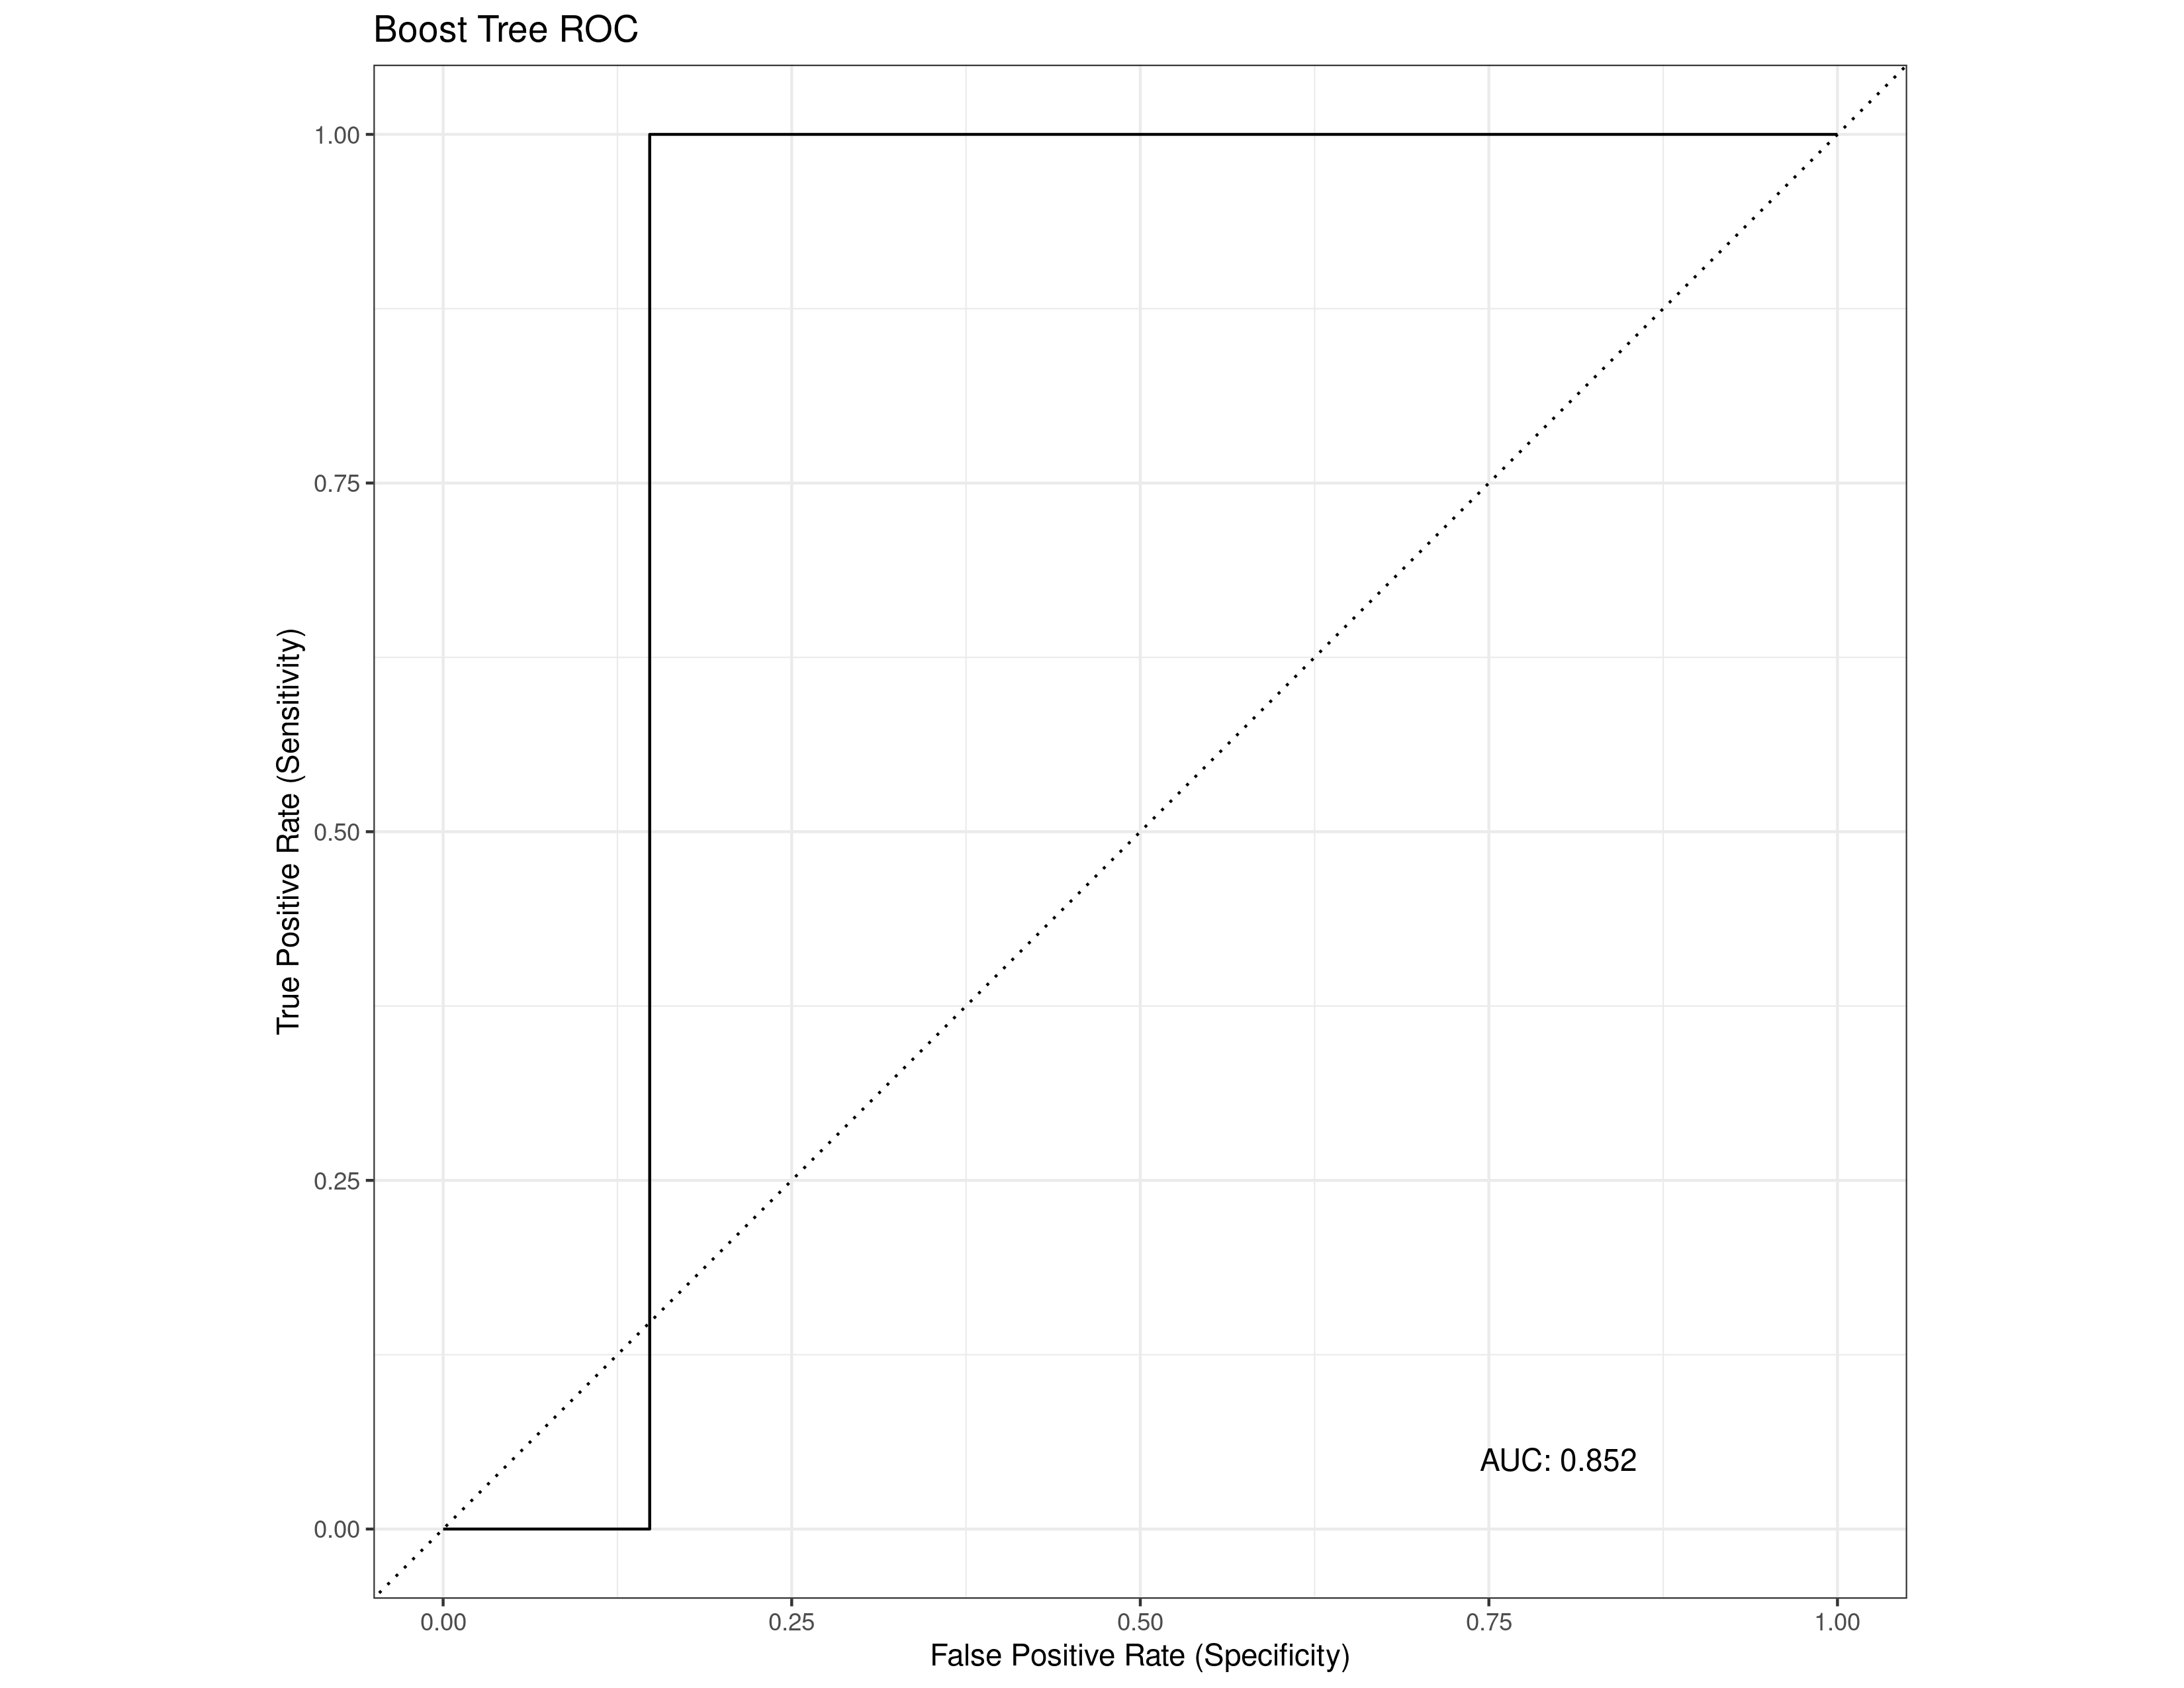 Boost Tree ROC
True Positive Rate (Sensitivity)
1.00
0.75
0.50
0.25
0.00
AUC: 0.852
0.00 0.25 0.50 0.75 1.00
False Positive Rate (Specificity)